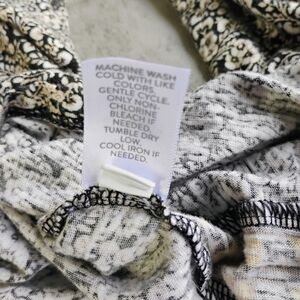 MACHINE WASH
COLD WITH LIKE
COLORS.
GENTLE CYCLE.
ONLY NON-
CHLORINE
BLEACH IF
NEEDED.
TUMBLE DRY
LOW.
COOL IRON IF
NEEDED.